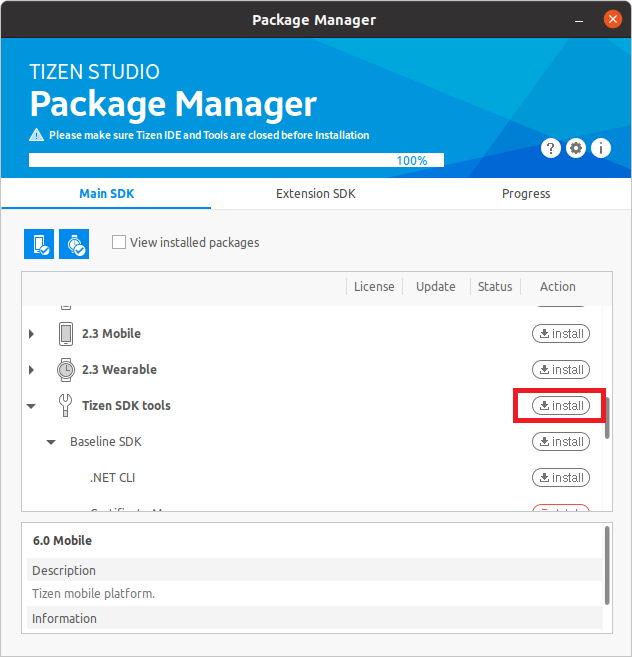 Package Manager
TIZEN STUDIO
Package Manager
Please make sure Tizen IDE and Tools are closed before Installation
100%
? i
Main SDK Extension SDK Progress
View installed packages
License Update Status Action
2.3 Mobile install
2.3 Wearable install
Tizen SDK tools install
Baseline SDK install
.NET CLI install
6.0 Mobile
Description
Tizen mobile platform.
Information